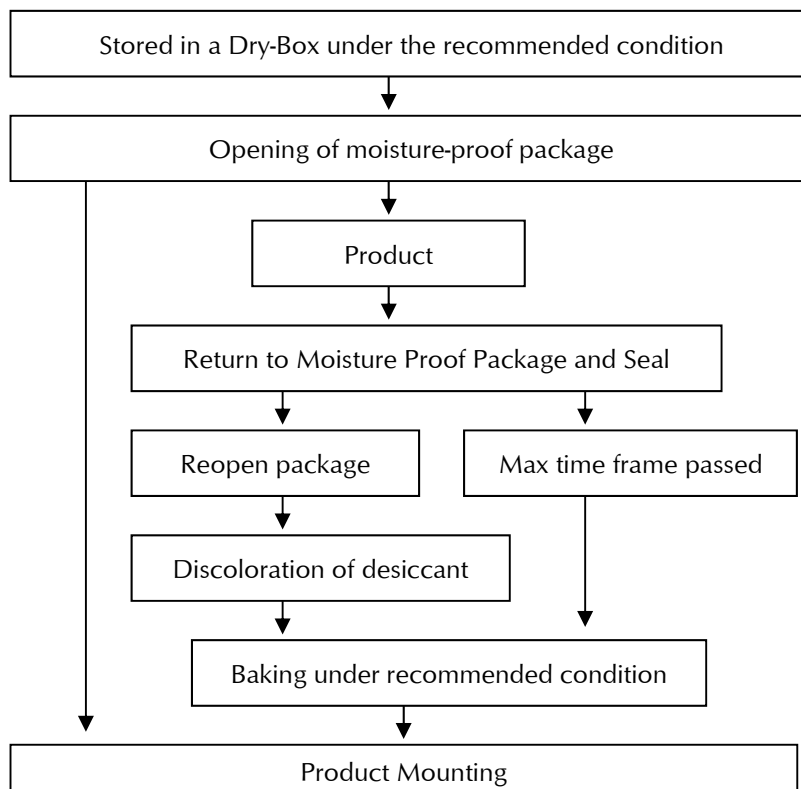 Stored in a Dry-Box under the recommended condition
Opening of moisture-proof package
Product
Return to Moisture Proof Package and Seal
Reopen package
Max time frame passed
Discoloration of desiccant
Baking under recommended condition
Product Mounting